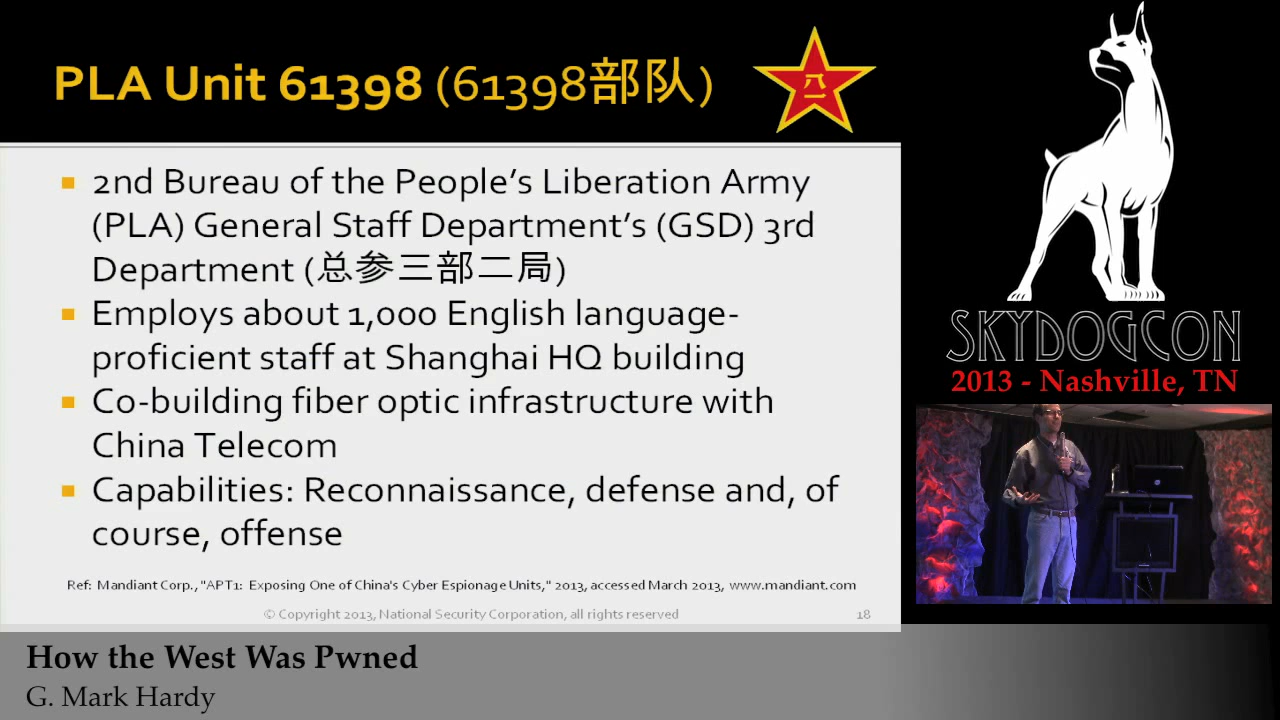 PLA Unit 61398 (61398部队)
八一
2nd Bureau of the People's Liberation Army
(PLA) General Staff Department's (GSD) 3rd
Department (总参三部二局)
Employs about 1,000 English language-
proficient staff at Shanghai HQ building
Co-building fiber optic infrastructure with
China Telecom
Capabilities: Reconnaissance, defense and, of
course, offense
Ref: Mandiant Corp., "APT1: Exposing One of China's Cyber Espionage Units," 2013, accessed March 2013, www.mandiant.com
© Copyright 2013, National Security Corporation, all rights reserved
18
SKYDOGCON
2013 - Nashville, TN
How the West Was Pwned
G. Mark Hardy